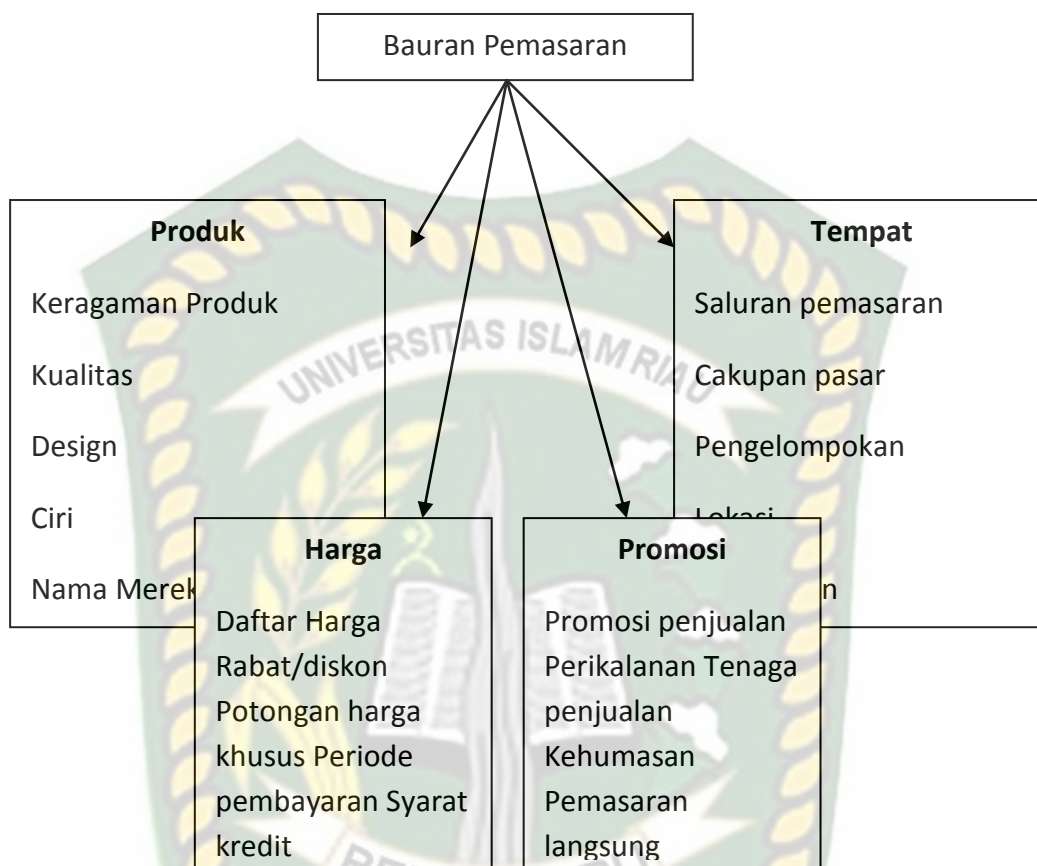 Bauran Pemasaran
Produk
Keragaman Produk
Kualitas
Design
Ciri
Nama Merek
Tempat
Saluran pemasaran
Cakupan pasar
Pengelompokan
Lokasi
Harga
Daftar Harga
Rabat/diskon
Potongan harga
khusus Periode
pembayaran Syarat
kredit
Promosi
Promosi penjualan
Perikalanan Tenaga
penjualan
Kehumasan
Pemasaran
langsung
UNIVERSITAS ISLAM RIAU